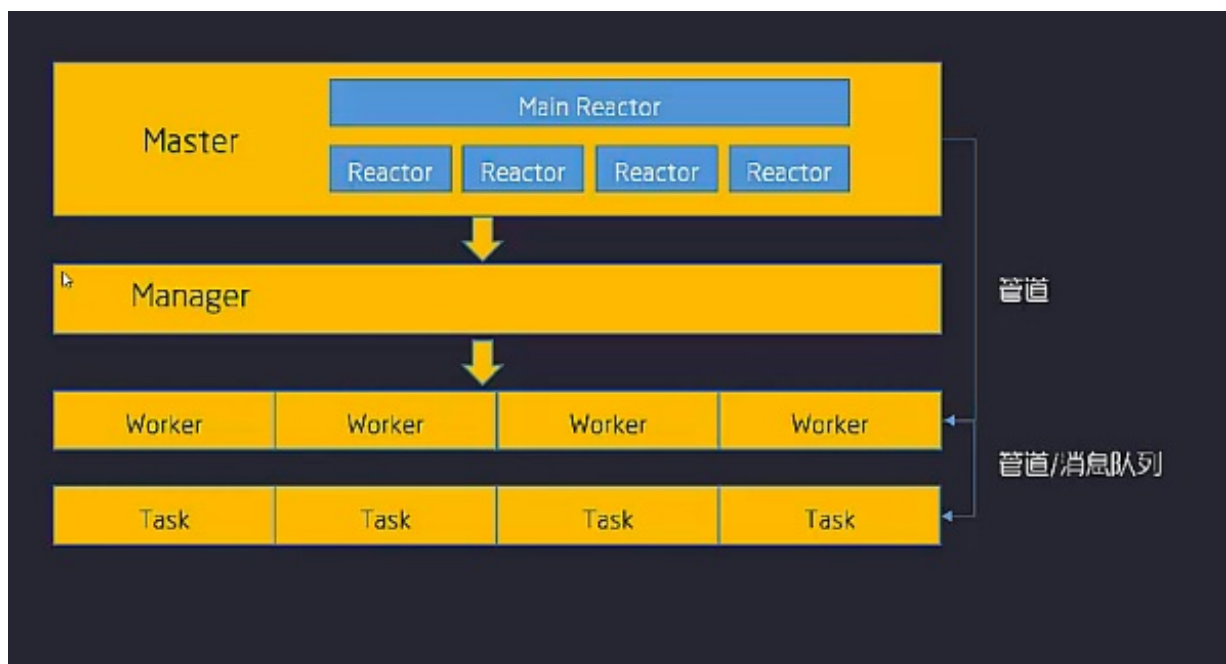 Main Reactor
Master
Reactor Reactor Reactor Reactor
Manager
管道
Worker Worker Worker Worker
管道/消息队列
Task Task Task Task